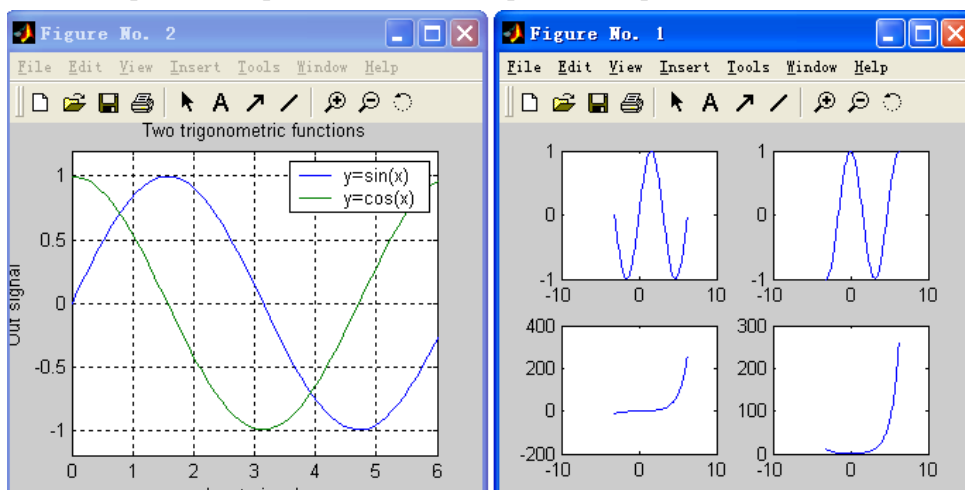 Figure No. 2
File Edit View Insert Tools Window Help
A
Two trigonometric functions
y=sin(x)
y=cos(x)
1
0.5
0
-0.5
-1
Out signal
0 1 2 3 4 5 6
Figure No. 1
File Edit View Insert Tools Window Help
A
1
0
-1
-10 0 10
1
0
-1
-10 0 10
400
200
0
-200
-10 0 10
300
200
100
0
-10 0 10